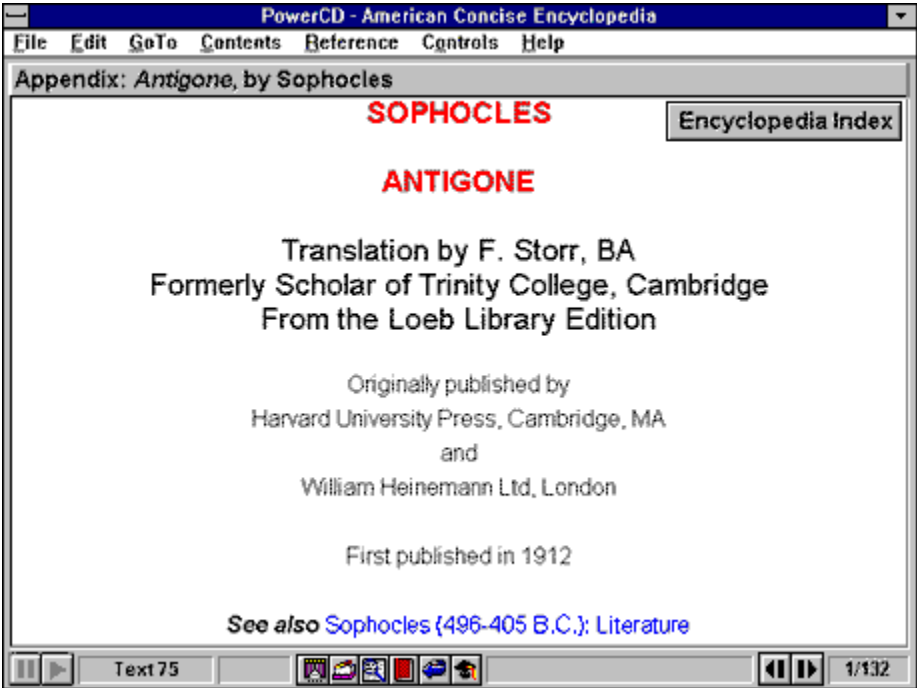 PowerCD - American Concise Encyclopedia
File Edit GoTo Contents Reference Controls Help
Appendix: Antigone, by Sophocles
SOPHOCLES
Encyclopedia Index
ANTIGONE
Translation by F. Storr, BA
Formerly Scholar of Trinity College, Cambridge
From the Loeb Library Edition
Originally published by
Harvard University Press, Cambridge, MA
and
William Heinemann Ltd, London
First published in 1912
See also Sophocles (496-405 B.C.): Literature
Text 75
1/132